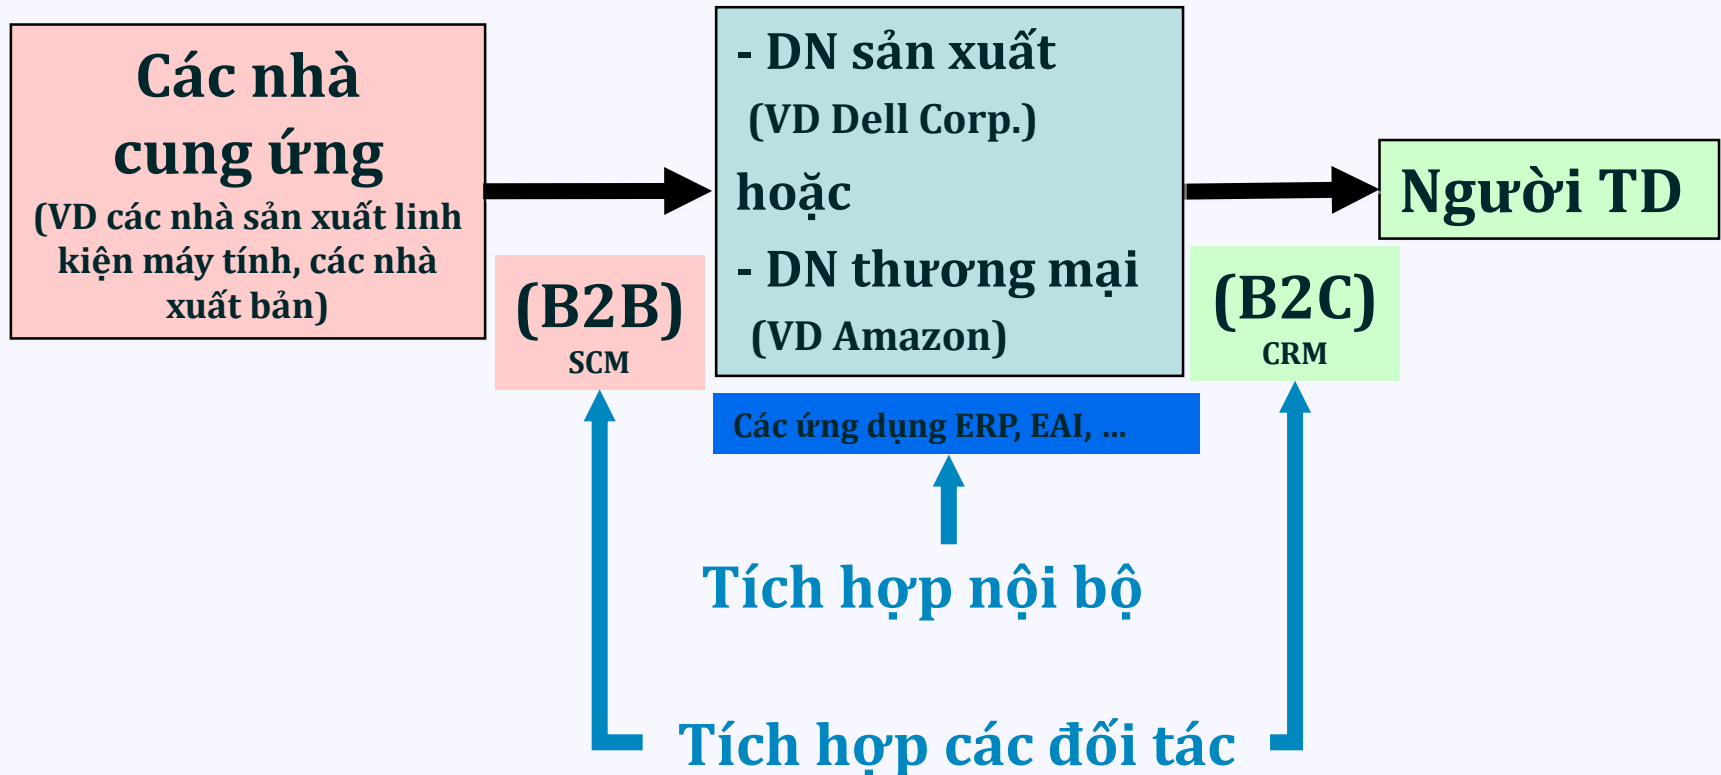 Các nhà
cung ứng
(VD các nhà sản xuất linh
kiện máy tính, các nhà
xuất bản)
(B2B)
SCM
- DN sản xuất
(VD Dell Corp.)
hoặc
- DN thương mại
(VD Amazon)
Các ứng dụng ERP, EAI, ...
Người TD
(B2C)
CRM
Tích hợp nội bộ
Tích hợp các đối tác